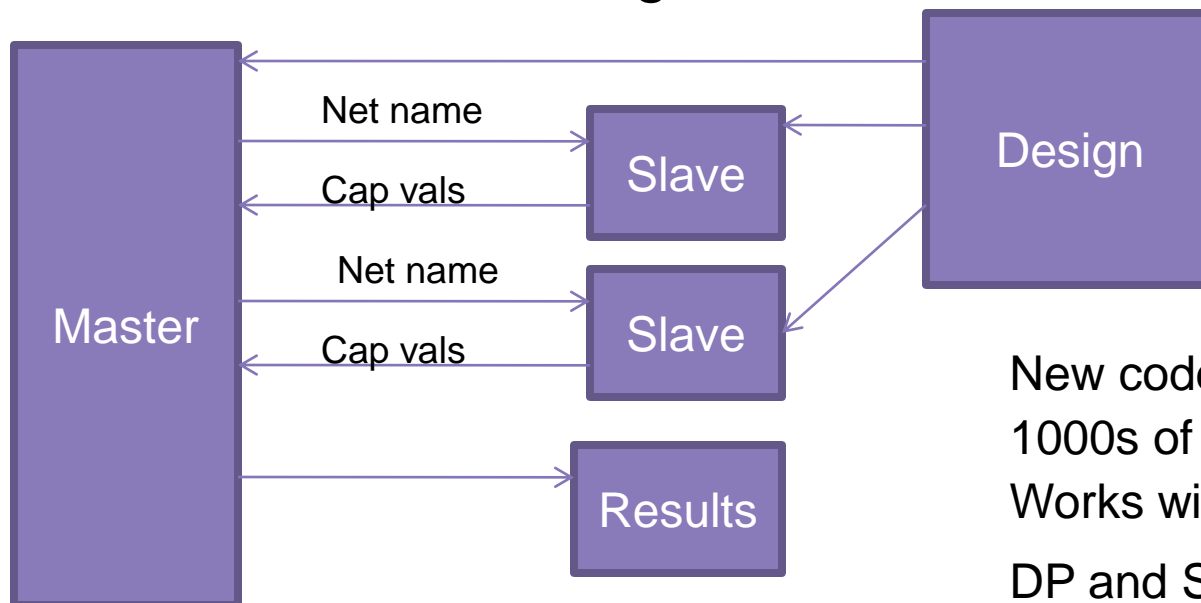 Net name
Cap vals
Slave
Design
Net name
Cap vals
Slave
Master
Results
New code
1000s of
Works wi
DP and S